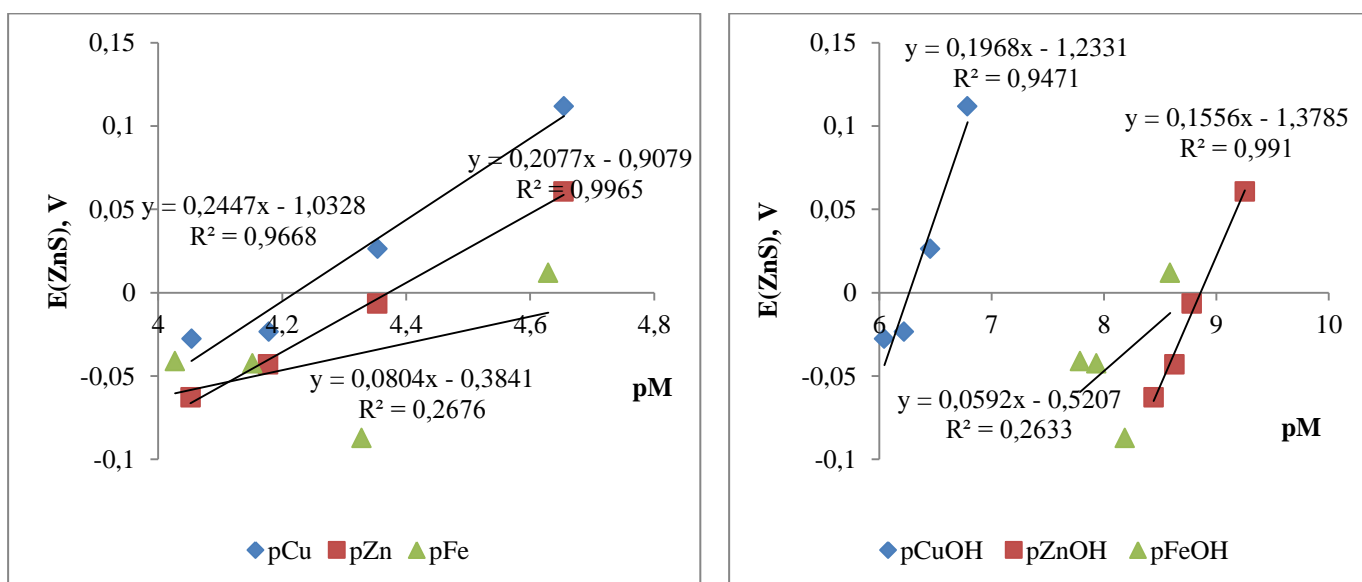 0,15
0,1
0,05
0
-0,05
-0,1
E(ZnS), V
4
4,2
4,4
4,6
4,8
pM
y = 0,2077x - 0,9079
R² = 0,9965
y = 0,2447x - 1,0328
R² = 0,9668
y = 0,0804x - 0,3841
R² = 0,2676
pCu pZn pFe
0,15
0,1
0,05
0
-0,05
-0,1
E(ZnS), V
6
7
8
9
10
pM
y = 0,1968x - 1,2331
R² = 0,9471
y = 0,1556x - 1,3785
R² = 0,991
y = 0,0592x - 0,5207
R² = 0,2633
pCuOH pZnOH pFeOH